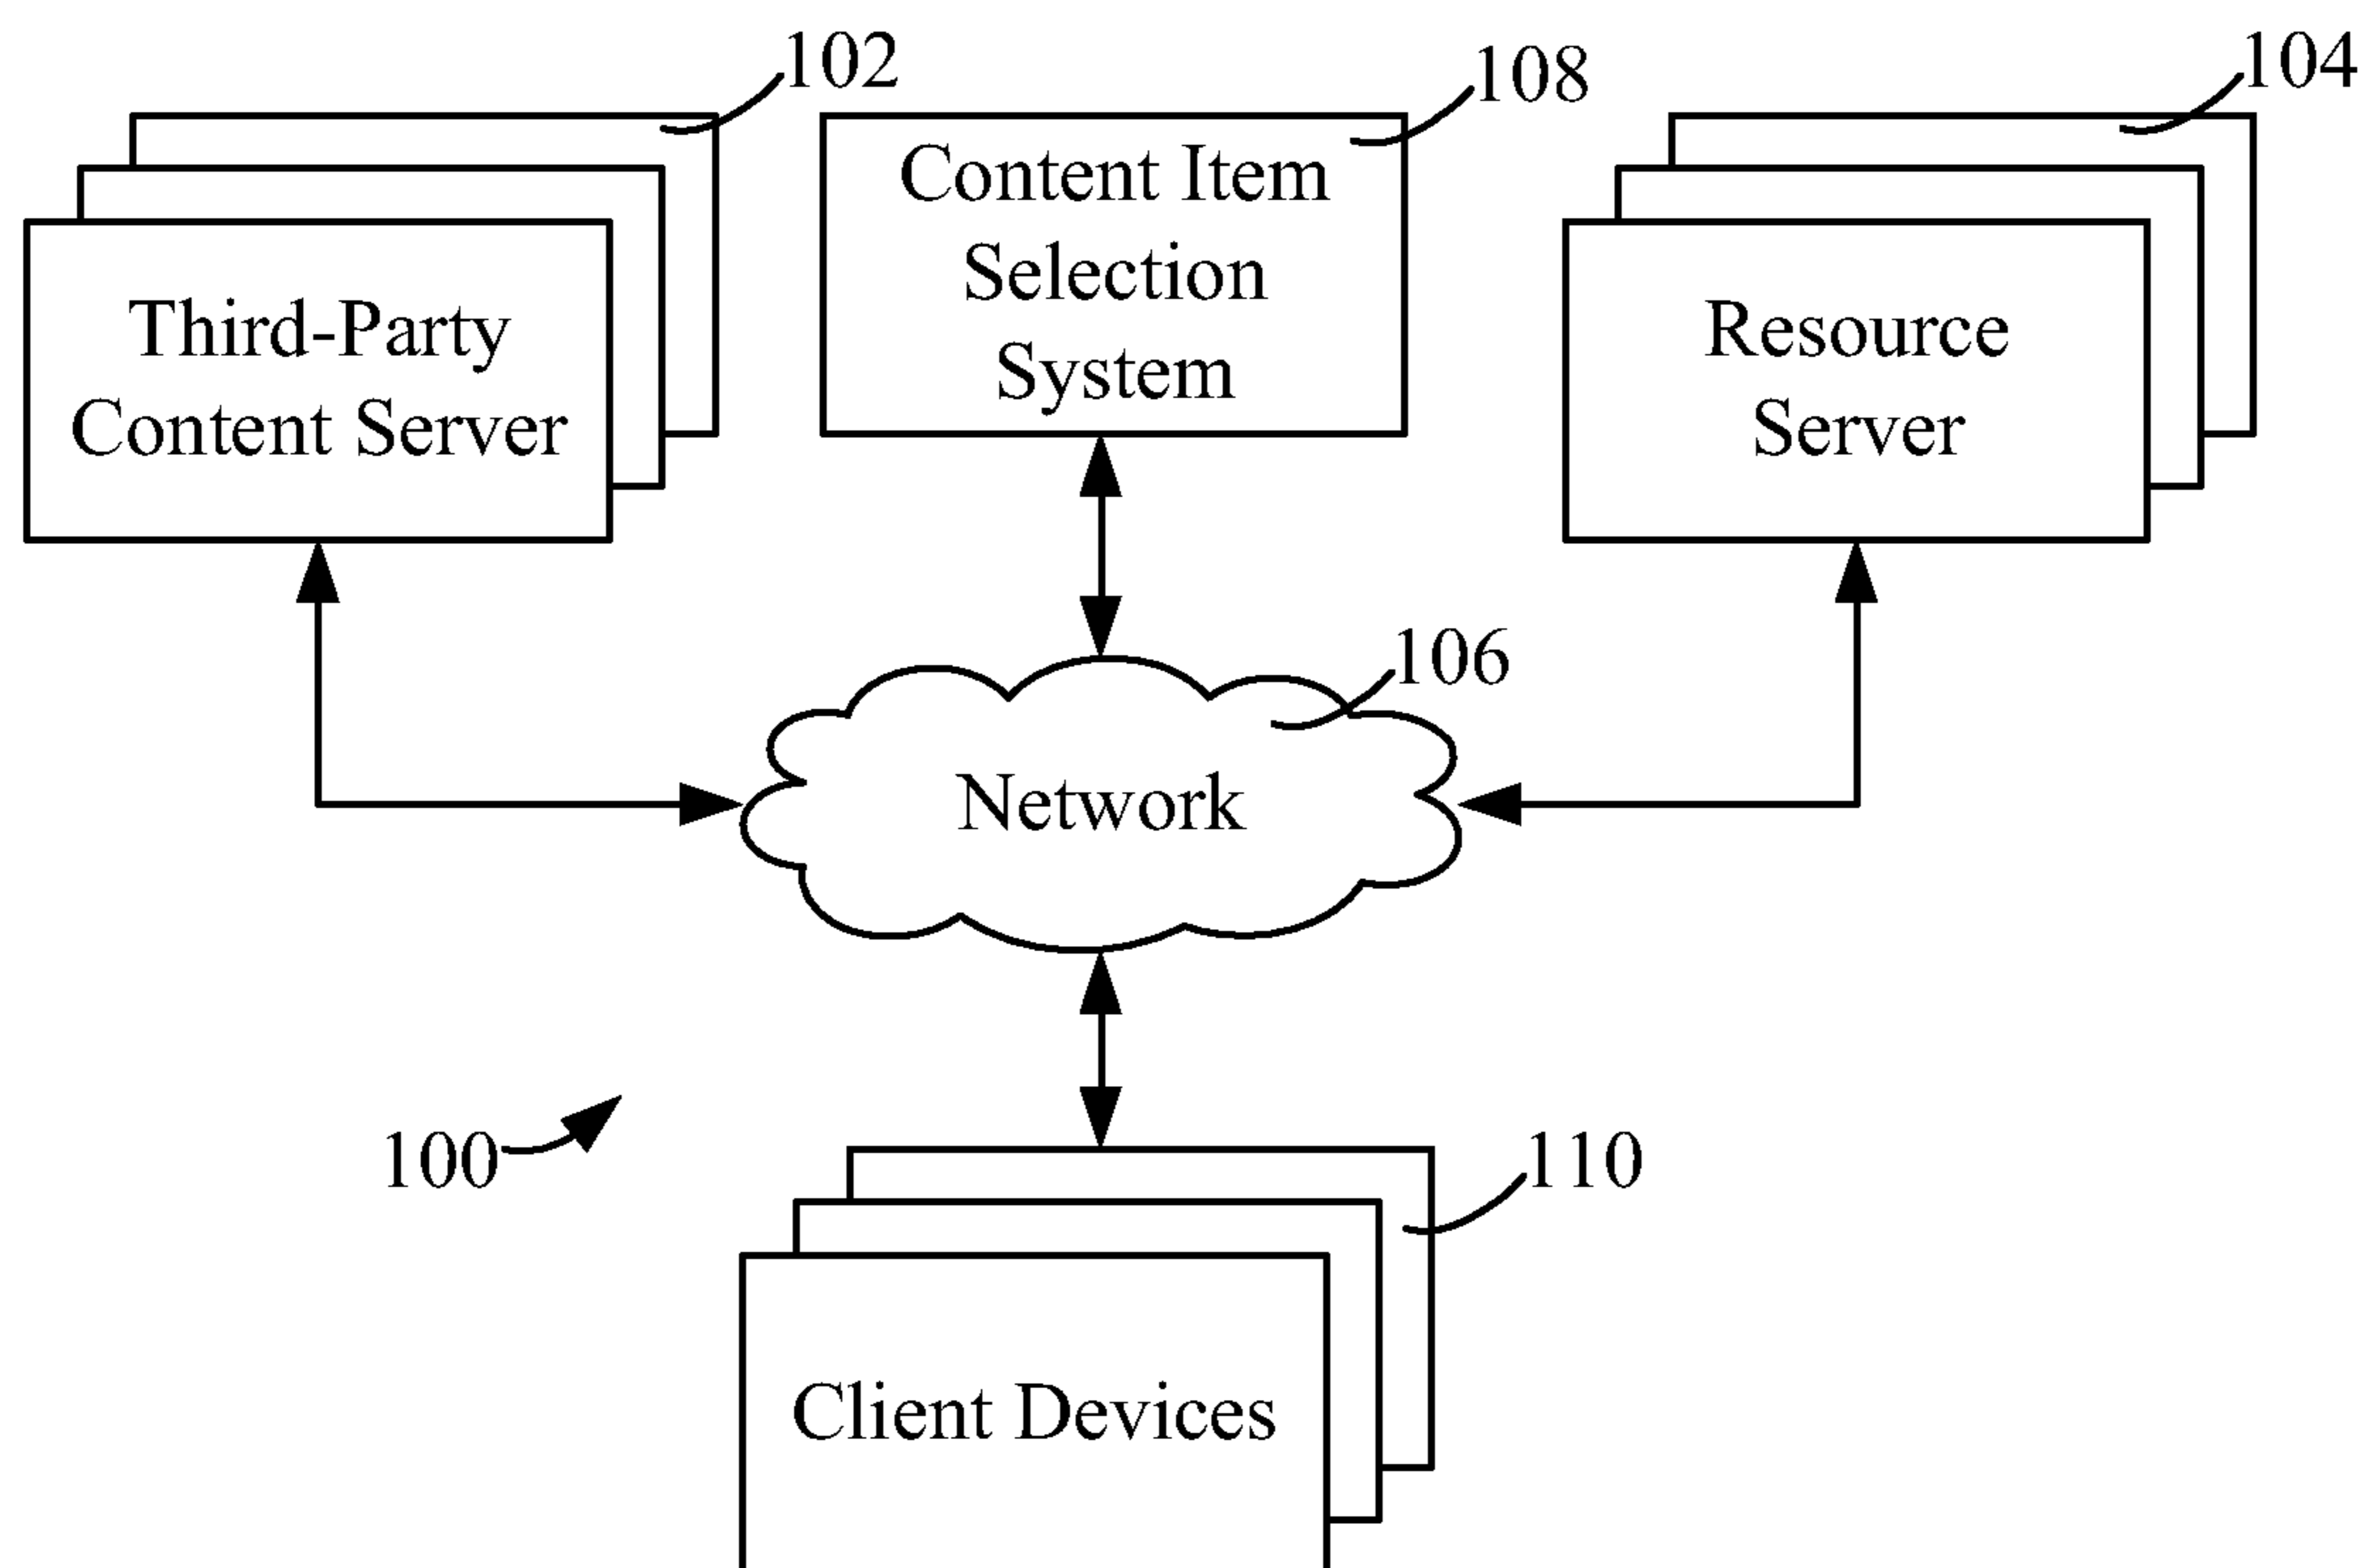 102
108
104
Third-Party
Content Server
Content Item
Selection
System
Resource
Server
106
Network
100
110
Client Devices